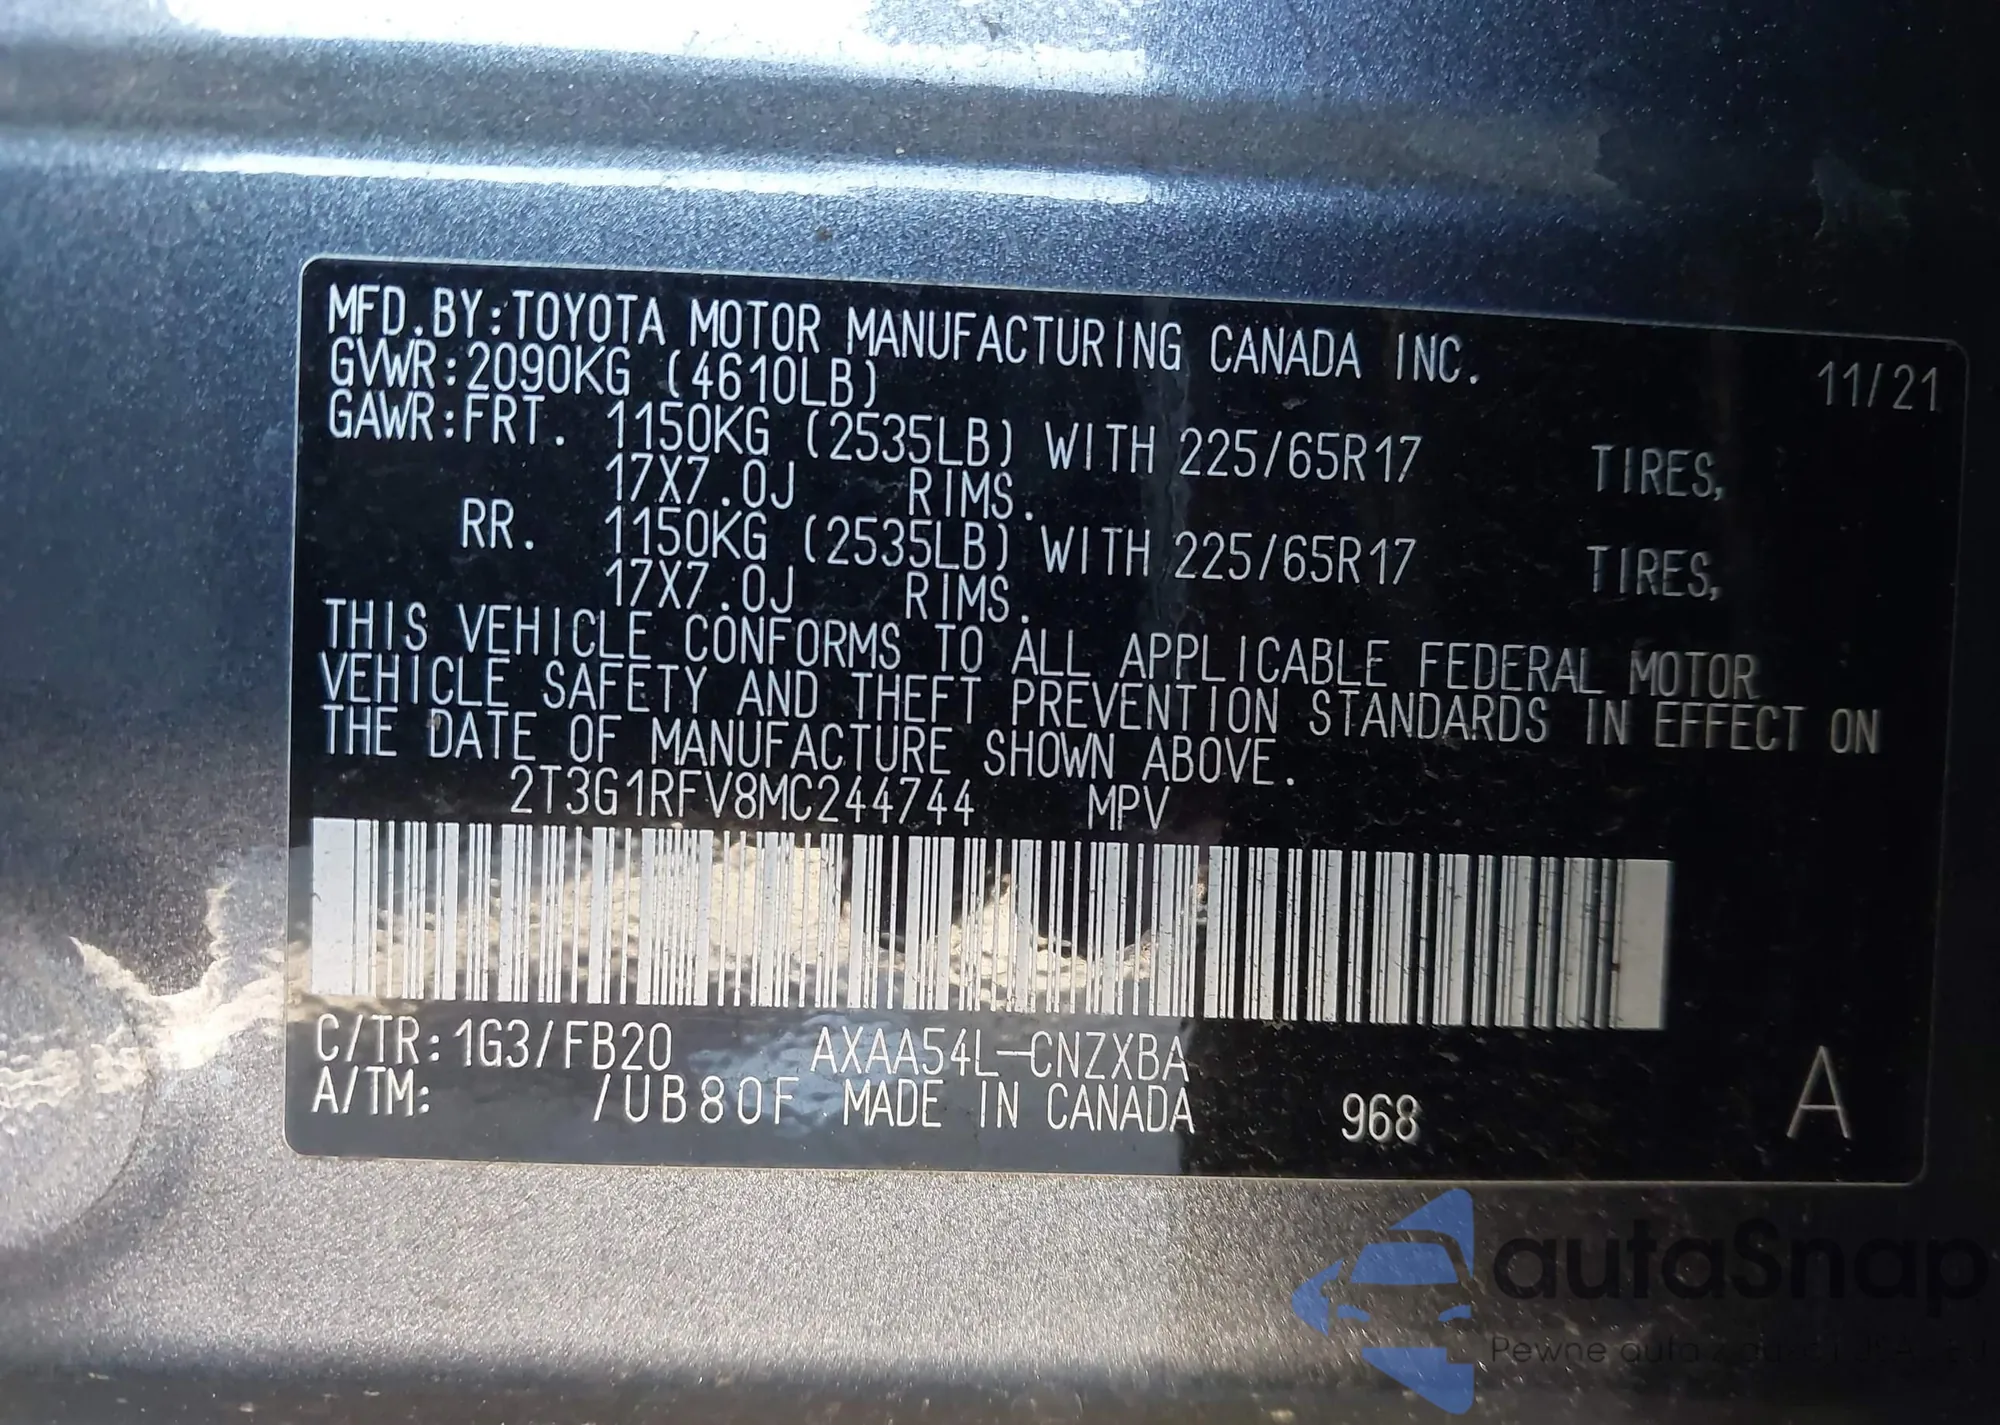 MFD.BY:TOYOTA MOTOR MANUFACTURING CANADA INC.
GVWR:2090KG (4610LB) 11/21
GAWR:FRT. 1150KG (2535LB) WITH 225/65R17 TIRES,
17X7.0J RIMS.
RR. 1150KG (2535LB) WITH 225/65R17 TIRES,
17X7.0J RIMS.
THIS VEHICLE CONFORMS TO ALL APPLICABLE FEDERAL MOTOR
VEHICLE SAFETY AND THEFT PREVENTION STANDARDS IN EFFECT ON
THE DATE OF MANUFACTURE SHOWN ABOVE.
2T3G1RFV8MC244744 MPV
C/TR:1G3/FB20 AXAA54L-CNZXBA
A/TM: /UB80F MADE IN CANADA 968 A
autaSnap
Pewne auta